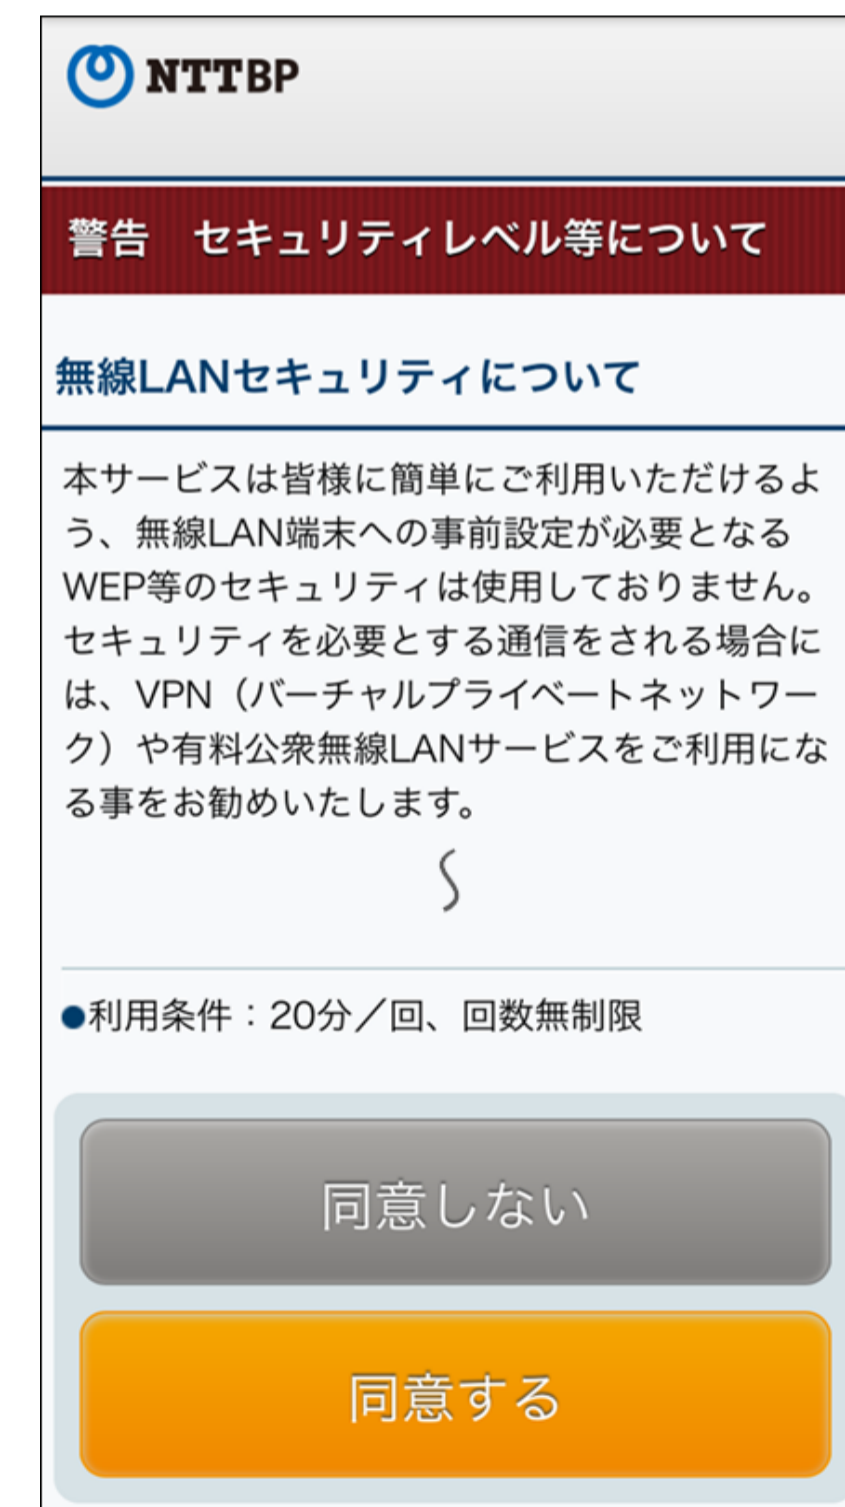 NTTBP
警告　セキュリティレベル等について
無線LANセキュリティについて
本サービスは皆様に簡単にご利用いただけるよ
う、無線LAN端末への事前設定が必要となる
WEP等のセキュリティは使用しておりません。
セキュリティを必要とする通信をされる場合に
は、VPN（バーチャルプライベートネットワー
ク）や有料公衆無線LANサービスをご利用にな
る事をお勧めいたします。
〜
●利用条件：20分／回、回数無制限
同意しない
同意する